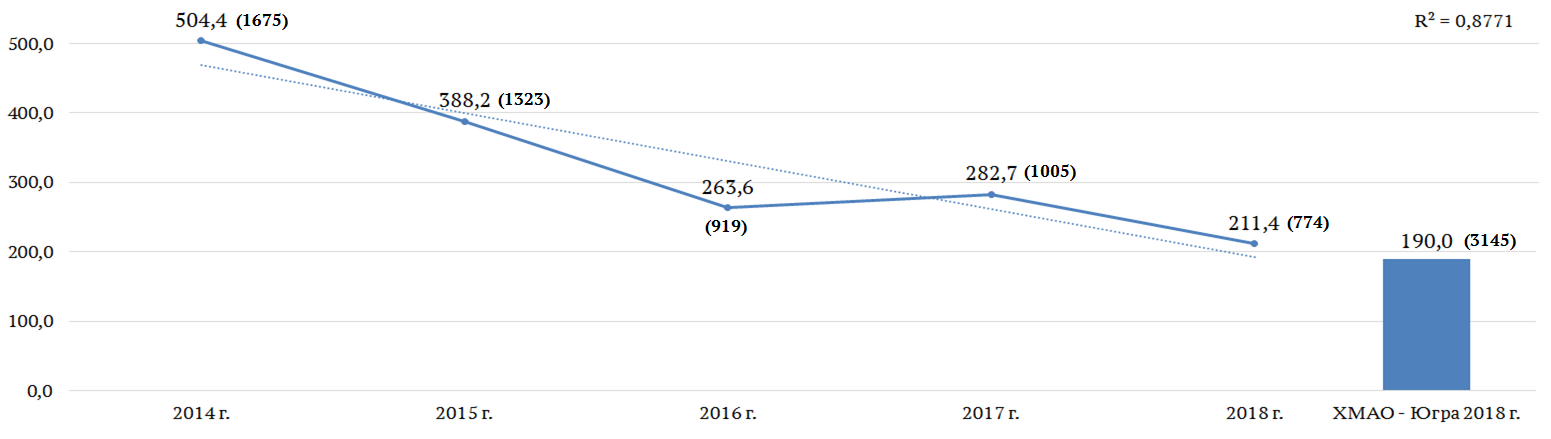 504,4 (1675)
R² = 0,8771
500,0
388,2 (1323)
400,0
263,6
282,7 (1005)
300,0
(919)
211,4 (774)
190,0 (3145)
200,0
100,0
0,0
2014 г.
2015 г.
2016 г.
2017 г.
2018 г.
ХМАО - Югра 2018 г.